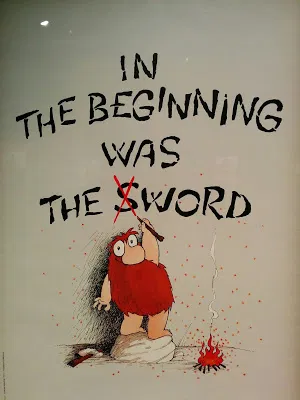 IN
THE BEGINNING
WAS
THE SWORD